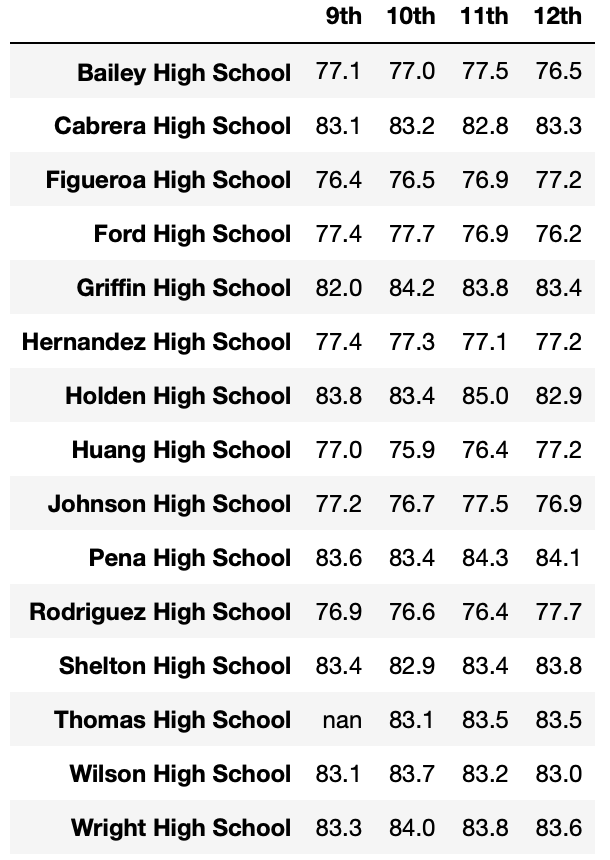 9th 10th 11th 12th
Bailey High School 77.1 77.0 77.5 76.5
Cabrera High School 83.1 83.2 82.8 83.3
Figueroa High School 76.4 76.5 76.9 77.2
Ford High School 77.4 77.7 76.9 76.2
Griffin High School 82.0 84.2 83.8 83.4
Hernandez High School 77.4 77.3 77.1 77.2
Holden High School 83.8 83.4 85.0 82.9
Huang High School 77.0 75.9 76.4 77.2
Johnson High School 77.2 76.7 77.5 76.9
Pena High School 83.6 83.4 84.3 84.1
Rodriguez High School 76.9 76.6 76.4 77.7
Shelton High School 83.4 82.9 83.4 83.8
Thomas High School nan 83.1 83.5 83.5
Wilson High School 83.1 83.7 83.2 83.0
Wright High School 83.3 84.0 83.8 83.6